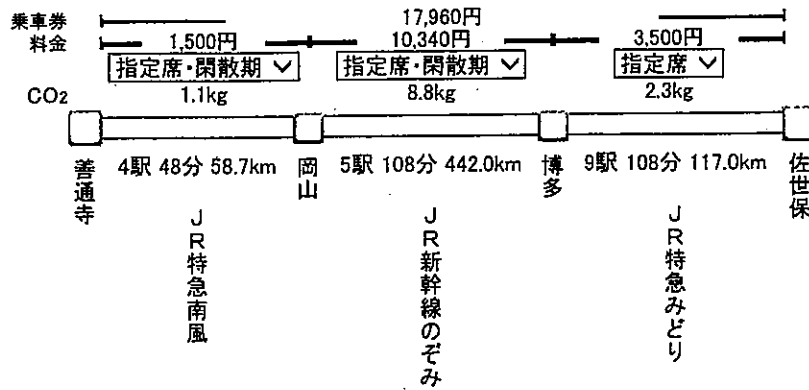 乗車券 17,960円
料金 1,500円 10,340円 3,500円
指定席・閑散期 指定席・閑散期 指定席
CO2 1.1kg 8.8kg 2.3kg
善通寺 4駅 48分 58.7km 岡山 5駅 108分 442.0km 博多 9駅 108分 117.0km 佐世保
JR特急南風 JR新幹線のぞみ JR特急みどり